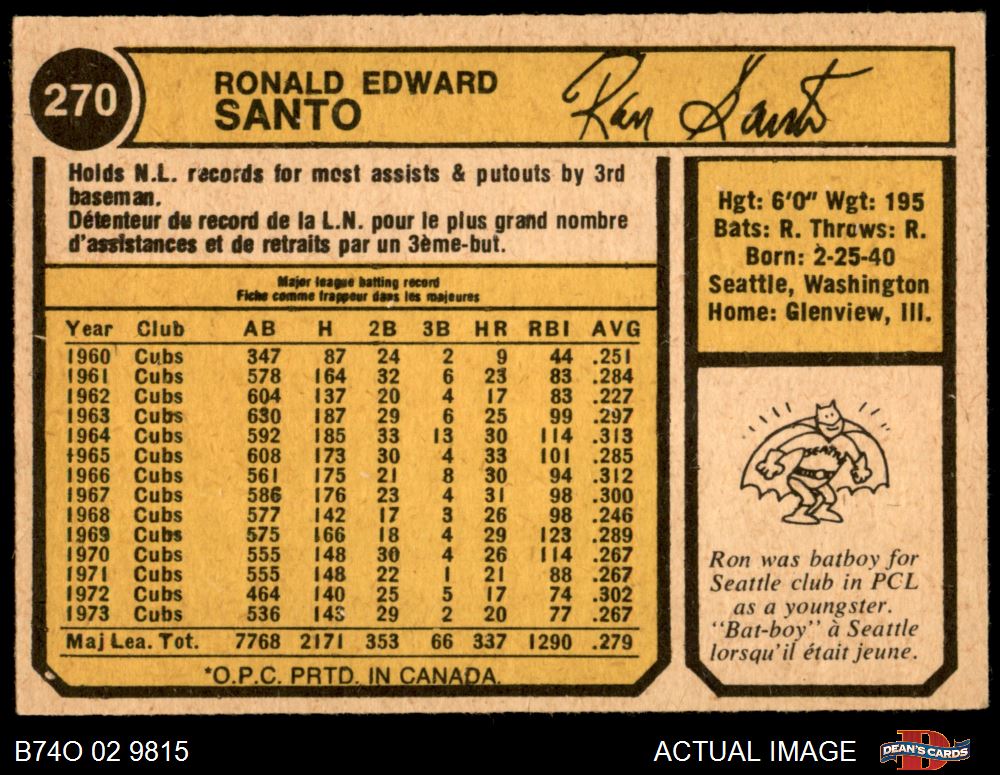 270
RONALD EDWARD
SANTO
Ron Santo
Holds N.L. records for most assists & putouts by 3rd
baseman.
Détenteur du record de la L.N. pour le plus grand nombre
d'assistances et de retraits par un 3ème-but.
Major league batting record
Fiche comme frappeur dans les majeures
Year Club AB H 2B 3B HR RBI AVG
1960 Cubs 347 87 24 2 9 44 .251
1961 Cubs 578 164 32 6 23 83 .284
1962 Cubs 604 137 20 4 17 83 .227
1963 Cubs 630 187 29 6 25 99 .297
1964 Cubs 592 185 33 13 30 114 .313
1965 Cubs 608 173 30 4 33 101 .285
1966 Cubs 561 175 21 8 30 94 .312
1967 Cubs 586 176 23 4 31 98 .300
1968 Cubs 577 142 17 3 26 98 .246
1969 Cubs 575 166 18 4 29 123 .289
1970 Cubs 555 148 30 4 26 114 .267
1971 Cubs 555 148 22 1 21 88 .267
1972 Cubs 464 140 25 5 17 74 .302
1973 Cubs 536 143 29 2 20 77 .267
Maj Lea. Tot. 7768 2171 353 66 337 1290 .279
*O.P.C. PRTD. IN CANADA.
Hgt: 6'0" Wgt: 195
Bats: R. Throws: R.
Born: 2-25-40
Seattle, Washington
Home: Glenview, Ill.
SEATTLE
Ron was batboy for
Seattle club in PCL
as a youngster.
"Bat-boy" à Seattle
lorsqu'il était jeune.
B74O 02 9815
ACTUAL IMAGE
DEAN'S CARDS